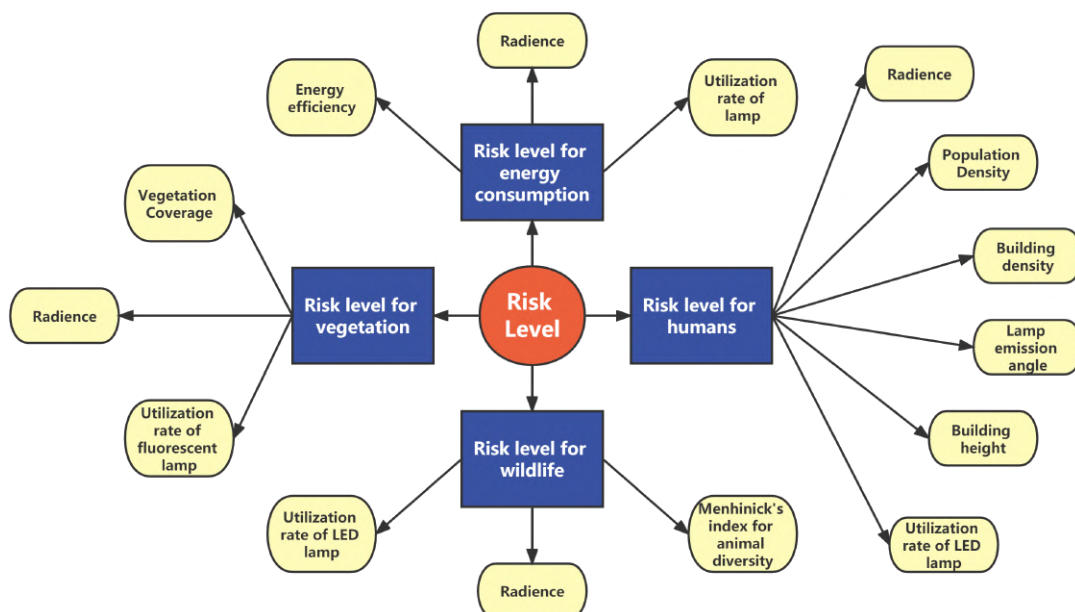 Radience
Energy
efficiency
Utilization
rate of
lamp
Radience
Risk level for
energy
consumption
Population
Density
Vegetation
Coverage
Building
density
Radience
Risk level for
vegetation
Risk
Level
Risk level for
humans
Lamp
emission
angle
Utilization
rate of
fluorescent
lamp
Risk level for
wildlife
Building
height
Utilization
rate of LED
lamp
Menhinick's
index for
animal
diversity
Utilization
rate of LED
lamp
Radience